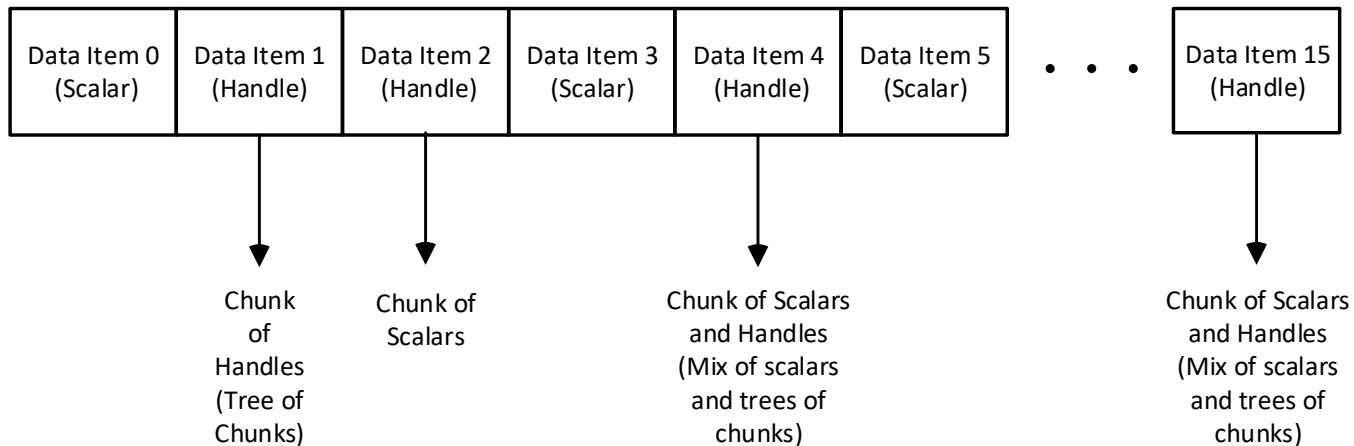 Data Item 0
(Scalar)
Data Item 1
(Handle)
Data Item 2
(Handle)
Data Item 3
(Scalar)
Data Item 4
(Handle)
Data Item 5
(Scalar)
• • •
Data Item 15
(Handle)
Chunk
of
Handles
(Tree of
Chunks)
Chunk of
Scalars
Chunk of Scalars
and Handles
(Mix of scalars
and trees of
chunks)
Chunk of Scalars
and Handles
(Mix of scalars
and trees of
chunks)